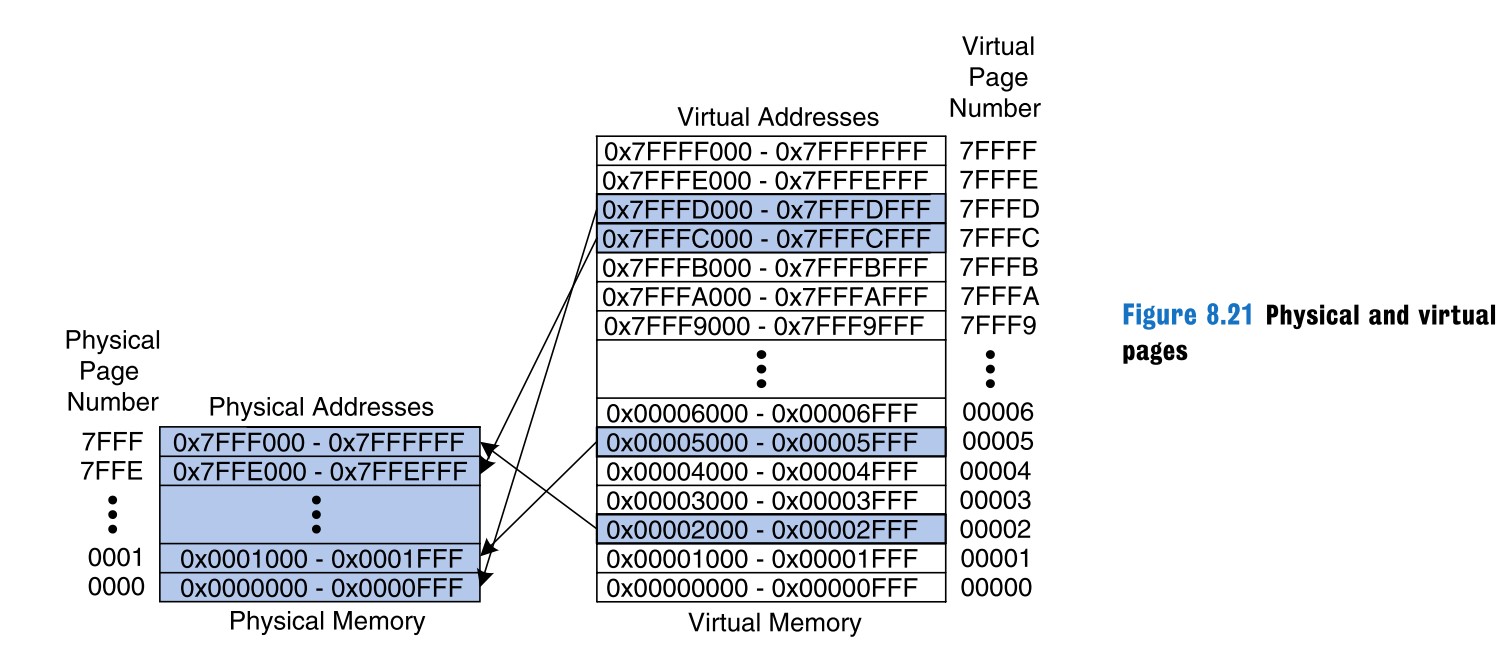 Virtual
Page
Number
Virtual Addresses
0x7FFFF000 - 0x7FFFFFFF 7FFFF
0x7FFFE000 - 0x7FFFEFFF 7FFFE
0x7FFFD000 - 0x7FFFDFFF 7FFFD
0x7FFFC000 - 0x7FFFCFFF 7FFFC
0x7FFFB000 - 0x7FFFBFFF 7FFFB
0x7FFFA000 - 0x7FFFAFFF 7FFFA
0x7FFF9000 - 0x7FFF9FFF 7FFF9
0x00006000 - 0x00006FFF 00006
0x00005000 - 0x00005FFF 00005
0x00004000 - 0x00004FFF 00004
0x00003000 - 0x00003FFF 00003
0x00002000 - 0x00002FFF 00002
0x00001000 - 0x00001FFF 00001
0x00000000 - 0x00000FFF 00000
Virtual Memory
Physical
Page
Number
Physical Addresses
7FFF 0x7FFF000 - 0x7FFFFFF
7FFE 0x7FFE000 - 0x7FFEFFF
0001 0x0001000 - 0x0001FFF
0000 0x0000000 - 0x0000FFF
Physical Memory
Figure 8.21 Physical and virtual
pages